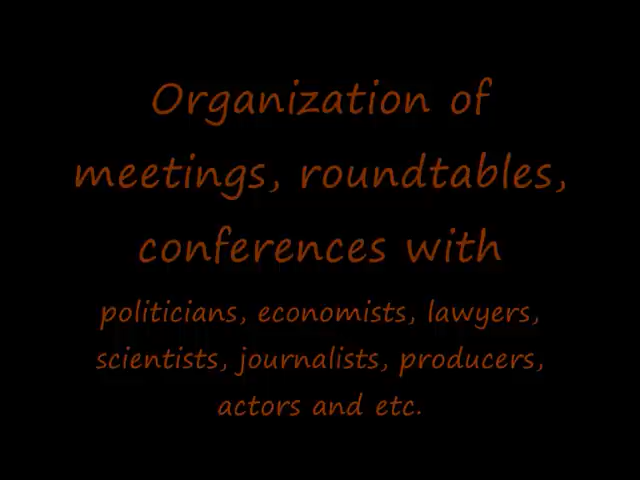 Organization of
meetings, roundtables,
conferences with
politicians, economists, lawyers,
scientists, journalists, producers,
actors and etc.